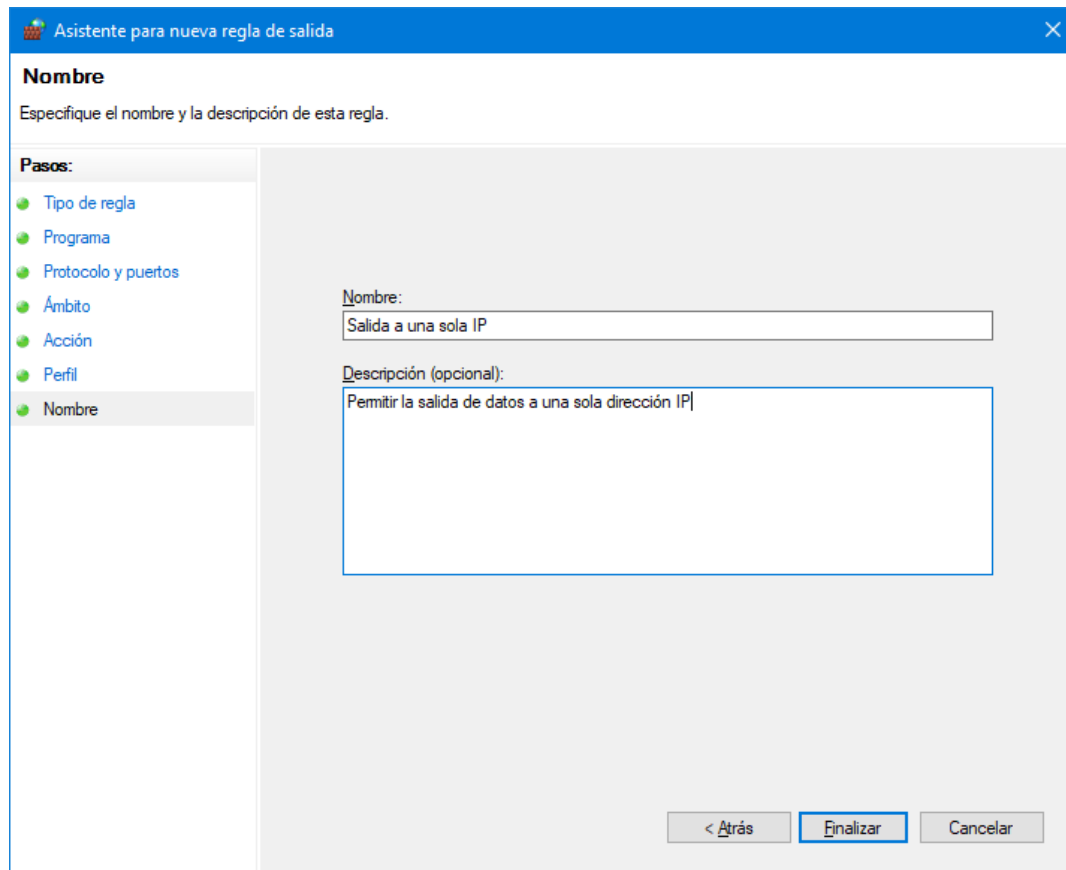 Asistente para nueva regla de salida
Nombre
Especifique el nombre y la descripción de esta regla.
Pasos:
Tipo de regla
Programa
Protocolo y puertos
Ámbito
Acción
Perfil
Nombre
Nombre:
Salida a una sola IP
Descripción (opcional):
Permitir la salida de datos a una sola dirección IP
< Atrás
Finalizar
Cancelar